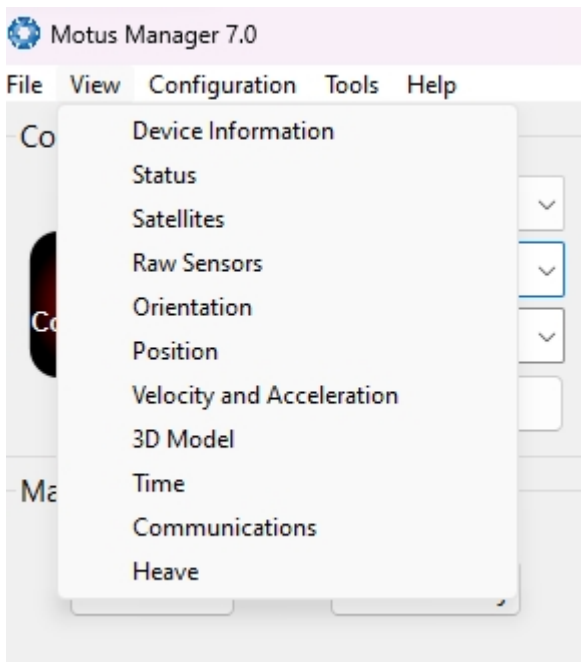 Motus Manager 7.0
File View Configuration Tools Help
Device Information
Status
Satellites
Raw Sensors
Orientation
Position
Velocity and Acceleration
3D Model
Time
Communications
Heave